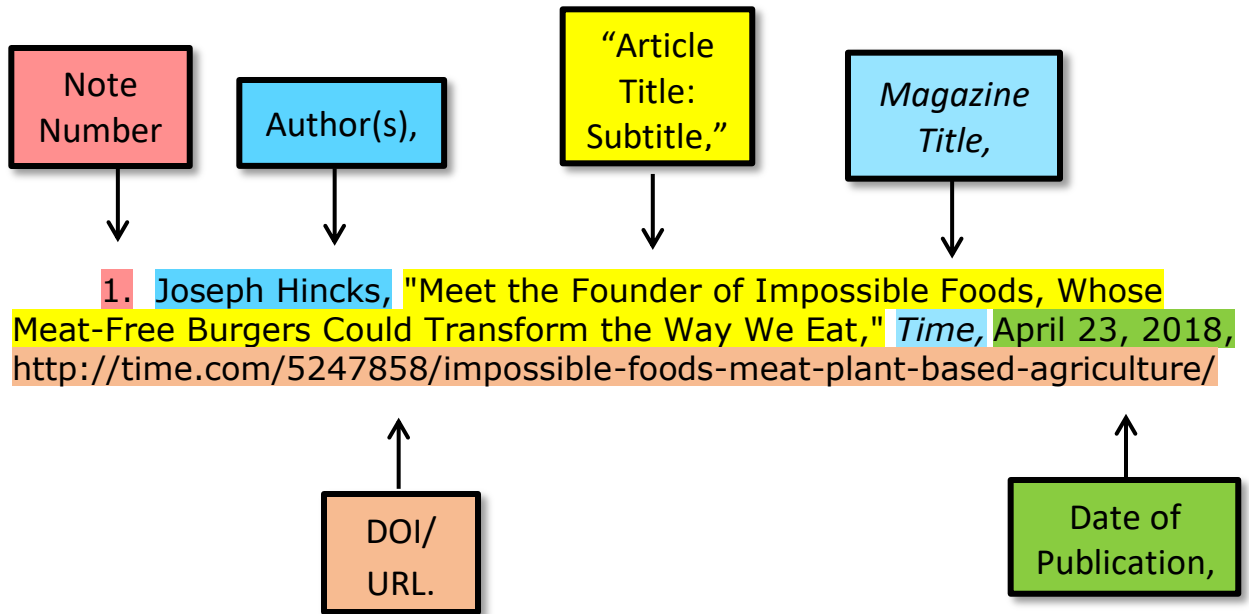 Note
Number
Author(s),
“Article
Title:
Subtitle,”
Magazine
Title,
1. Joseph Hincks, "Meet the Founder of Impossible Foods, Whose
Meat-Free Burgers Could Transform the Way We Eat," Time, April 23, 2018,
http://time.com/5247858/impossible-foods-meat-plant-based-agriculture/
DOI/
URL.
Date of
Publication,